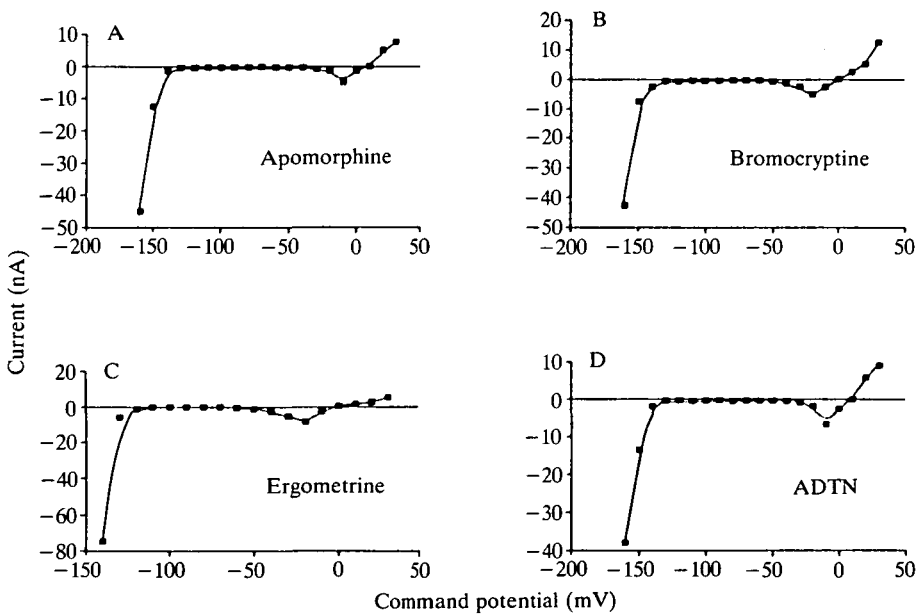 A
10
0
−10
−20
−30
−40
−50
−200 −150 −100 −50 0 50
Apomorphine
B
20
10
0
−10
−20
−30
−40
−50
−200 −150 −100 −50 0 50
Bromocryptine
Current (nA)
C
20
0
−20
−40
−60
−80
−150 −100 −50 0 50
Ergometrine
D
10
0
−10
−20
−30
−40
−200 −150 −100 −50 0 50
ADTN
Command potential (mV)